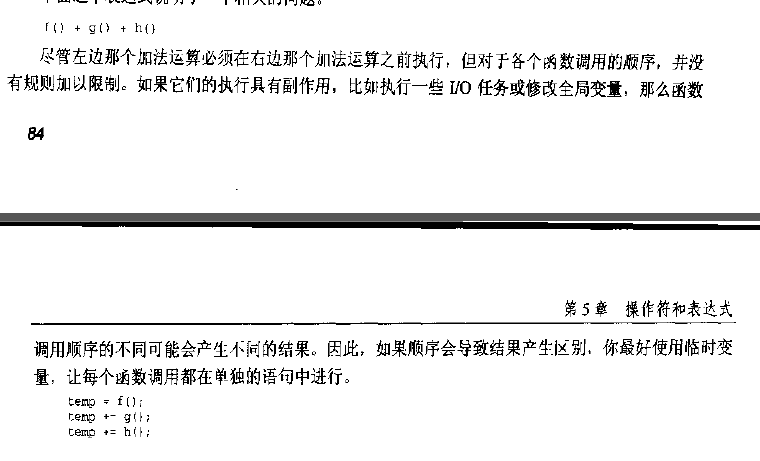 f() + g() + h()
尽管左边那个加法运算必须在右边那个加法运算之前执行，但对于各个函数调用的顺序，并没
有规则加以限制。如果它们的执行具有副作用，比如执行一些 I/O 任务或修改全局变量，那么函数
84
第 5 章 操作符和表达式
调用顺序的不同可能会产生不同的结果。因此，如果顺序会导致结果产生区别，你最好使用临时变
量，让每个函数调用都在单独的语句中进行。
temp = f();
temp += g();
temp += h();